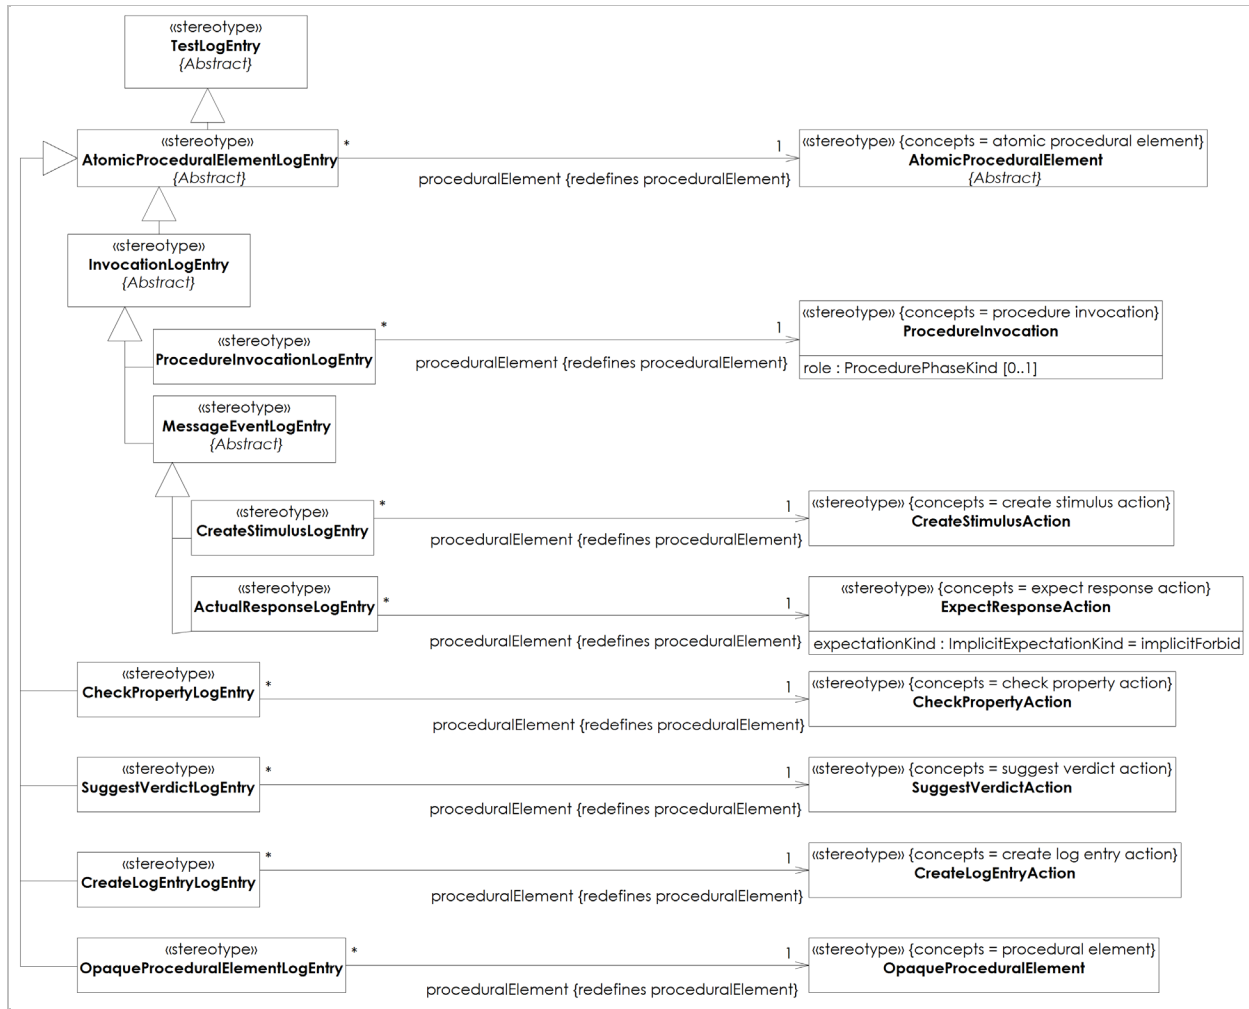 «stereotype»
TestLogEntry
{Abstract}
«stereotype»
AtomicProceduralElementLogEntry
{Abstract}
*
1
proceduralElement {redefines proceduralElement}
«stereotype» {concepts = atomic procedural element}
AtomicProceduralElement
{Abstract}
«stereotype»
InvocationLogEntry
{Abstract}
«stereotype»
ProcedureInvocationLogEntry
*
1
proceduralElement {redefines proceduralElement}
«stereotype» {concepts = procedure invocation}
ProcedureInvocation
role : ProcedurePhaseKind [0..1]
«stereotype»
MessageEventLogEntry
{Abstract}
«stereotype»
CreateStimulusLogEntry
*
1
proceduralElement {redefines proceduralElement}
«stereotype» {concepts = create stimulus action}
CreateStimulusAction
«stereotype»
ActualResponseLogEntry
*
1
proceduralElement {redefines proceduralElement}
«stereotype» {concepts = expect response action}
ExpectResponseAction
expectationKind : ImplicitExpectationKind = implicitForbid
«stereotype»
CheckPropertyLogEntry
*
1
proceduralElement {redefines proceduralElement}
«stereotype» {concepts = check property action}
CheckPropertyAction
«stereotype»
SuggestVerdictLogEntry
*
1
proceduralElement {redefines proceduralElement}
«stereotype» {concepts = suggest verdict action}
SuggestVerdictAction
«stereotype»
CreateLogEntryLogEntry
*
1
proceduralElement {redefines proceduralElement}
«stereotype» {concepts = create log entry action}
CreateLogEntryAction
«stereotype»
OpaqueProceduralElementLogEntry
*
1
proceduralElement {redefines proceduralElement}
«stereotype» {concepts = procedural element}
OpaqueProceduralElement